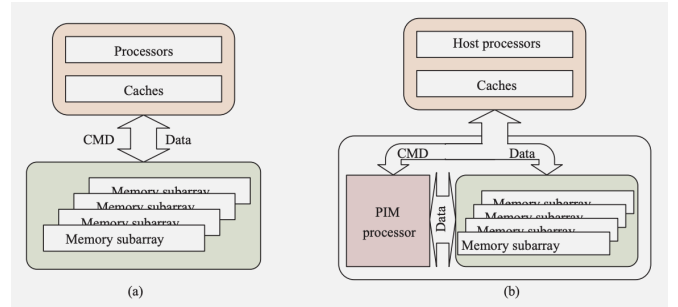 Processors
Caches
CMD Data
Memory subarray
Memory subarray
Memory subarray
Memory subarray
(a)
Host processors
Caches
CMD Data
PIM
processor
Data
Memory subarray
Memory subarray
Memory subarray
Memory subarray
(b)